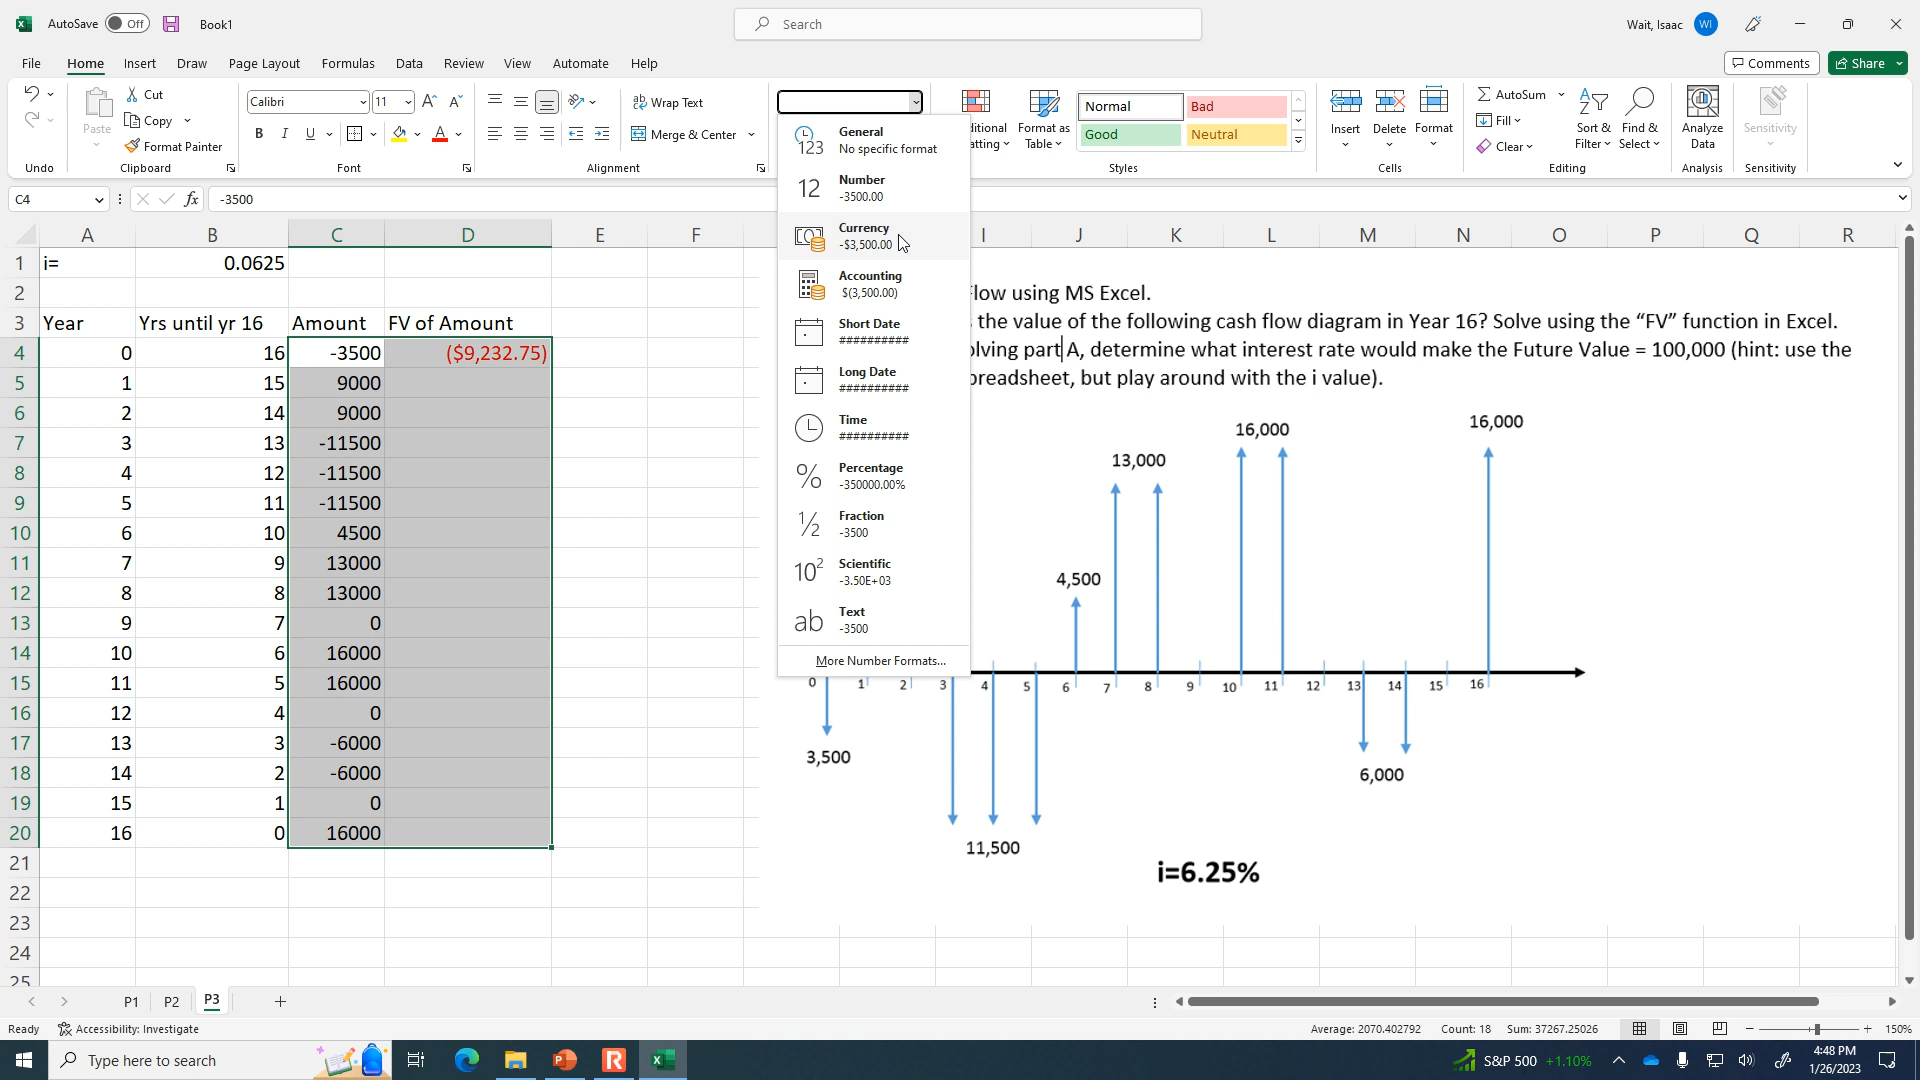 AutoSave Off Book1 Search Wait, Isaac WI
File Home Insert Draw Page Layout Formulas Data Review View Automate Help Comments Share
Undo
Paste Cut
Copy
Format Painter
Clipboard
Calibri 11
B I U A
Font
Wrap Text
Merge & Center
Alignment
ditional
atting
Format as
Table
Normal Bad
Good Neutral
Styles
Insert Delete Format
Cells
AutoSum
Fill
Clear
Sort &
Filter
Find &
Select
Editing
Analyze
Data
Analysis
Sensitivity
Sensitivity
C4 fx -3500
General
No specific format
123
Number
-3500.00
12
Currency
-$3,500.00
Accounting
$(3,500.00)
Short Date
##########
Long Date
##########
Time
##########
Percentage
-350000.00%
%
Fraction
-3500
½
Scientific
-3.50E+03
10²
Text
-3500
ab
More Number Formats...
A B C D E F I J K L M N O P Q R
1 i= 0.0625
2
3 Year Yrs until yr 16 Amount FV of Amount
4 0 16 -3500 ($9,232.75)
5 1 15 9000
6 2 14 9000
7 3 13 -11500
8 4 12 -11500
9 5 11 -11500
10 6 10 4500
11 7 9 13000
12 8 8 13000
13 9 7 0
14 10 6 16000
15 11 5 16000
16 12 4 0
17 13 3 -6000
18 14 2 -6000
19 15 1 0
20 16 0 16000
21
22
23
24
25
Flow using MS Excel.
the value of the following cash flow diagram in Year 16? Solve using the “FV” function in Excel.
olving part A, determine what interest rate would make the Future Value = 100,000 (hint: use the
preadsheet, but play around with the i value).
16,000 16,000
13,000
4,500
0 1 2 3 4 5 6 7 8 9 10 11 12 13 14 15 16
3,500 6,000
11,500
i=6.25%
P1 P2 P3
Ready Accessibility: Investigate Average: 2070.402792 Count: 18 Sum: 37267.25026 150%
Type here to search S&P 500 +1.10% 4:48 PM
1/26/2023